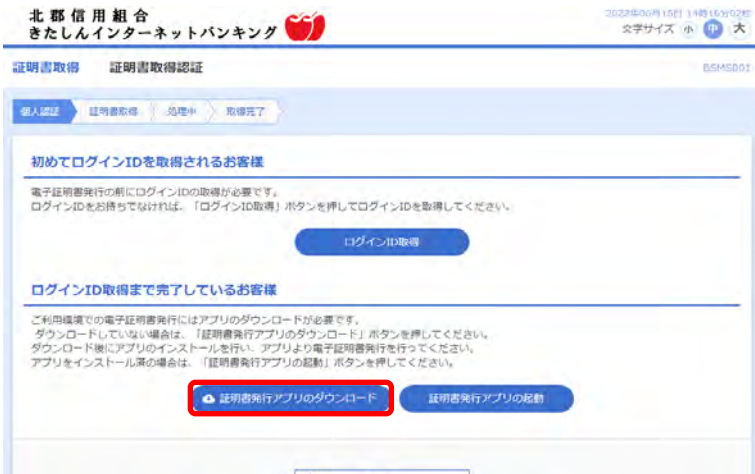 北郡信用組合
きたしんインターネットバンキング
文字サイズ 小 中 大
証明書取得 証明書取得認証
BSMS001
個人認証 証明書取得 処理中 取得完了
初めてログインIDを取得されるお客様
電子証明書発行の前にログインIDの取得が必要です。
ログインIDをお持ちでなければ、「ログインID取得」ボタンを押してログインIDを取得してください。
ログインID取得
ログインID取得まで完了しているお客様
ご利用環境での電子証明書発行にはアプリのダウンロードが必要です。
ダウンロードしていない場合は、「証明書発行アプリのダウンロード」ボタンを押してください。
ダウンロード後にアプリのインストールを行い、アプリより電子証明書発行を行ってください。
アプリをインストール済の場合は、「証明書発行アプリの起動」ボタンを押してください。
証明書発行アプリのダウンロード 証明書発行アプリの起動